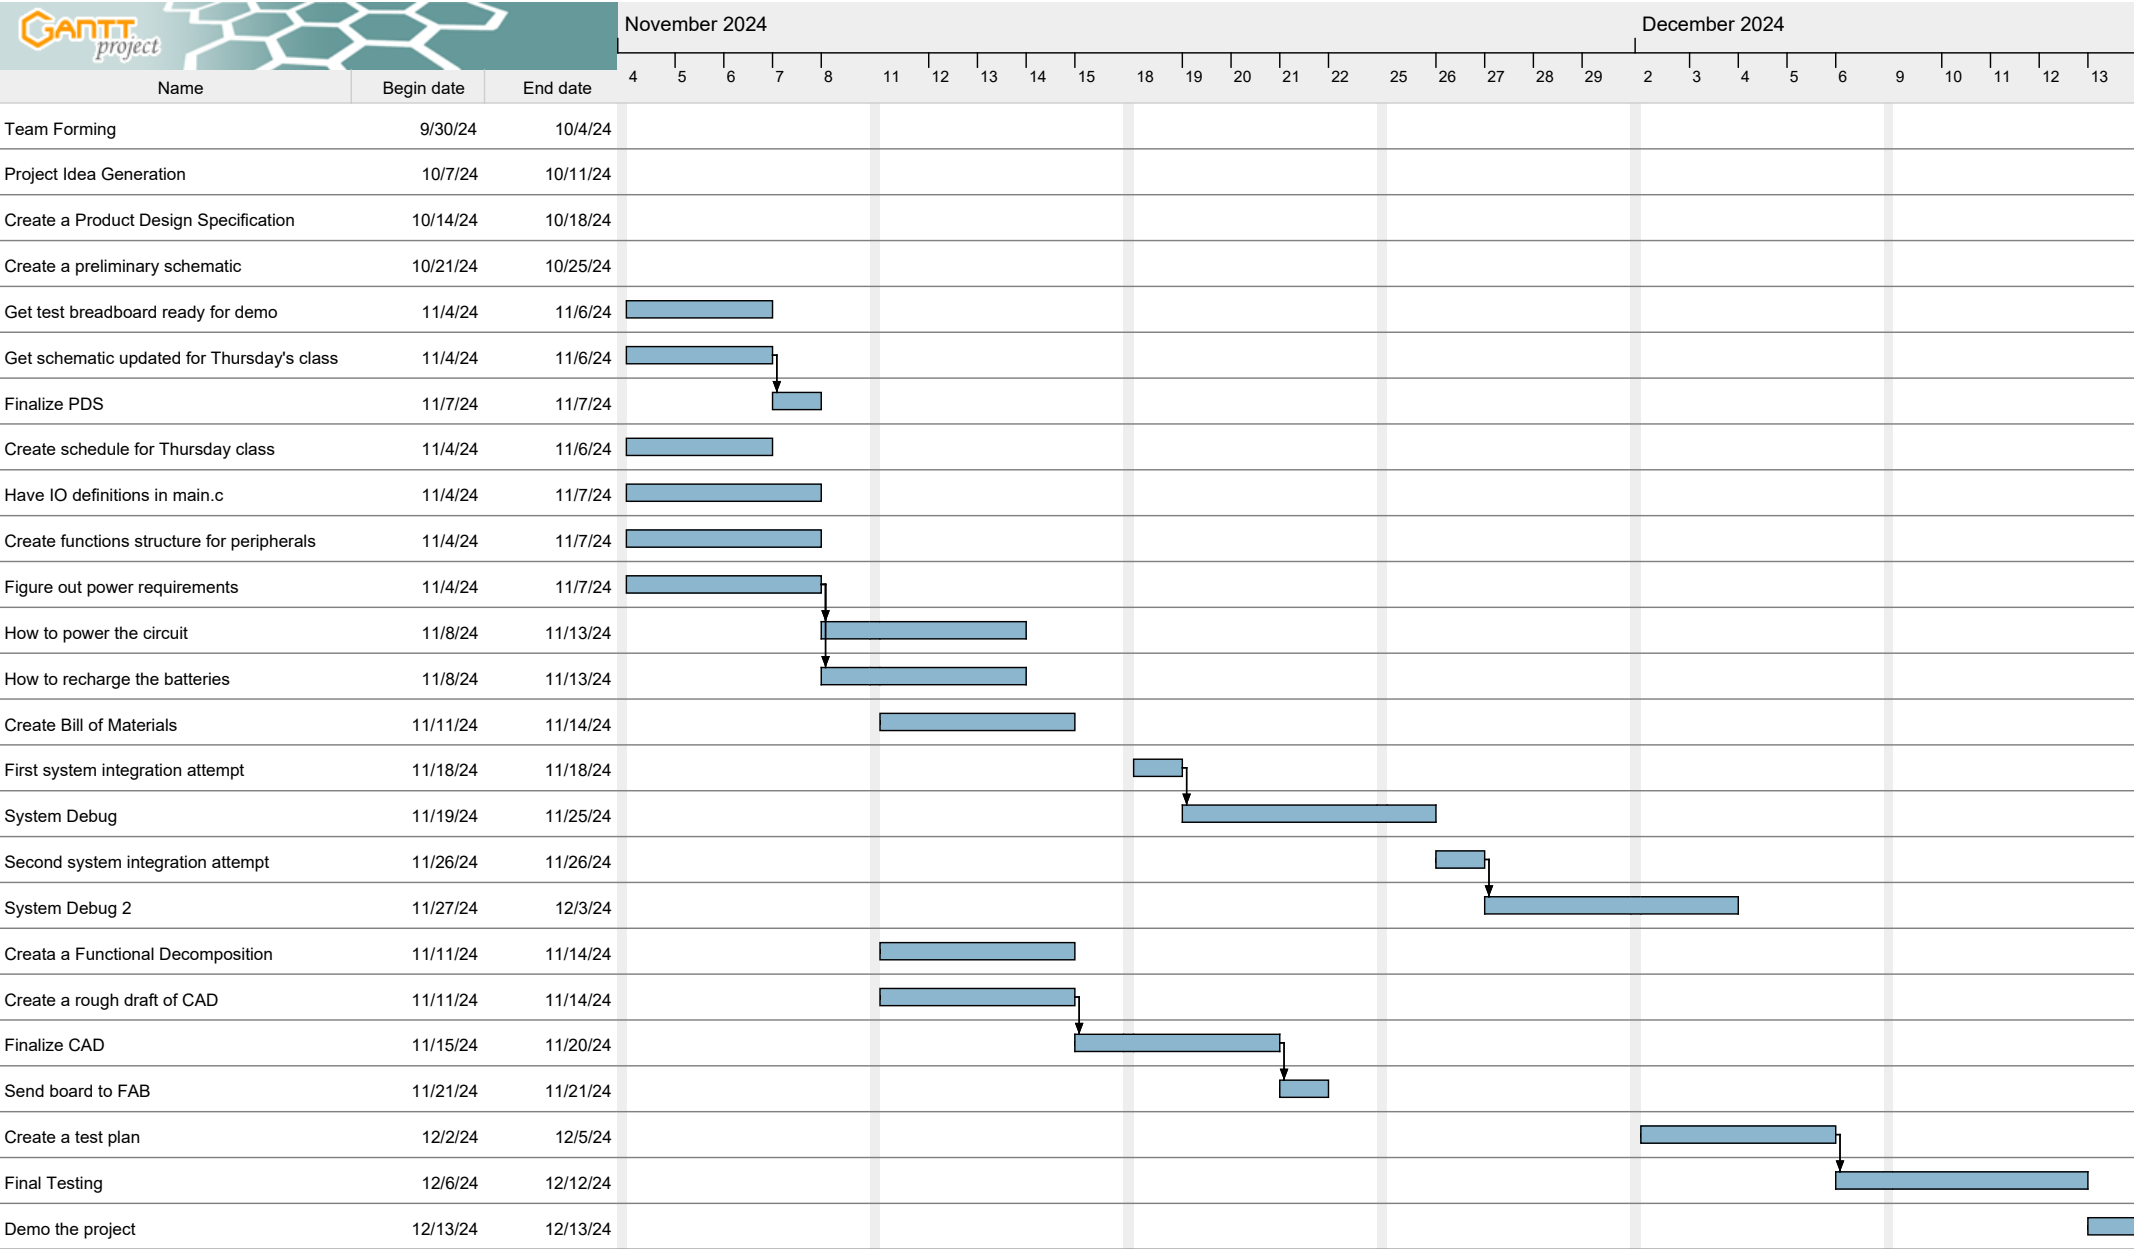 GANTT
project
November 2024
December 2024
4 5 6 7 8 11 12 13 14 15 18 19 20 21 22 25 26 27 28 29 2 3 4 5 6 9 10 11 12 13
Name Begin date End date
Team Forming 9/30/24 10/4/24
Project Idea Generation 10/7/24 10/11/24
Create a Product Design Specification 10/14/24 10/18/24
Create a preliminary schematic 10/21/24 10/25/24
Get test breadboard ready for demo 11/4/24 11/6/24
Get schematic updated for Thursday's class 11/4/24 11/6/24
Finalize PDS 11/7/24 11/7/24
Create schedule for Thursday class 11/4/24 11/6/24
Have IO definitions in main.c 11/4/24 11/7/24
Create functions structure for peripherals 11/4/24 11/7/24
Figure out power requirements 11/4/24 11/7/24
How to power the circuit 11/8/24 11/13/24
How to recharge the batteries 11/8/24 11/13/24
Create Bill of Materials 11/11/24 11/14/24
First system integration attempt 11/18/24 11/18/24
System Debug 11/19/24 11/25/24
Second system integration attempt 11/26/24 11/26/24
System Debug 2 11/27/24 12/3/24
Creata a Functional Decomposition 11/11/24 11/14/24
Create a rough draft of CAD 11/11/24 11/14/24
Finalize CAD 11/15/24 11/20/24
Send board to FAB 11/21/24 11/21/24
Create a test plan 12/2/24 12/5/24
Final Testing 12/6/24 12/12/24
Demo the project 12/13/24 12/13/24